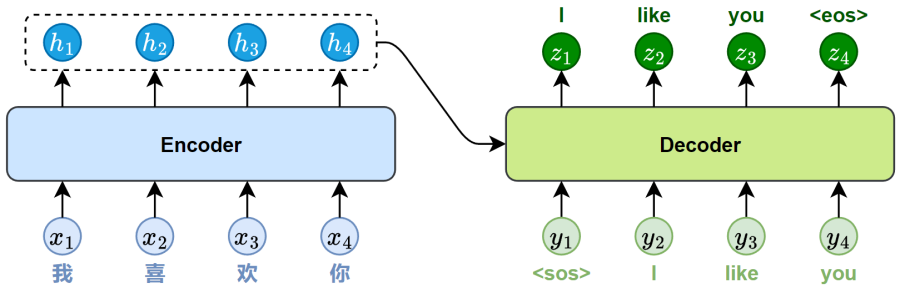 h₁ h₂ h₃ h₄
I like you <eos>
z₁ z₂ z₃ z₄
Encoder
Decoder
x₁ x₂ x₃ x₄
y₁ y₂ y₃ y₄
我 喜 欢 你
<sos> I like you